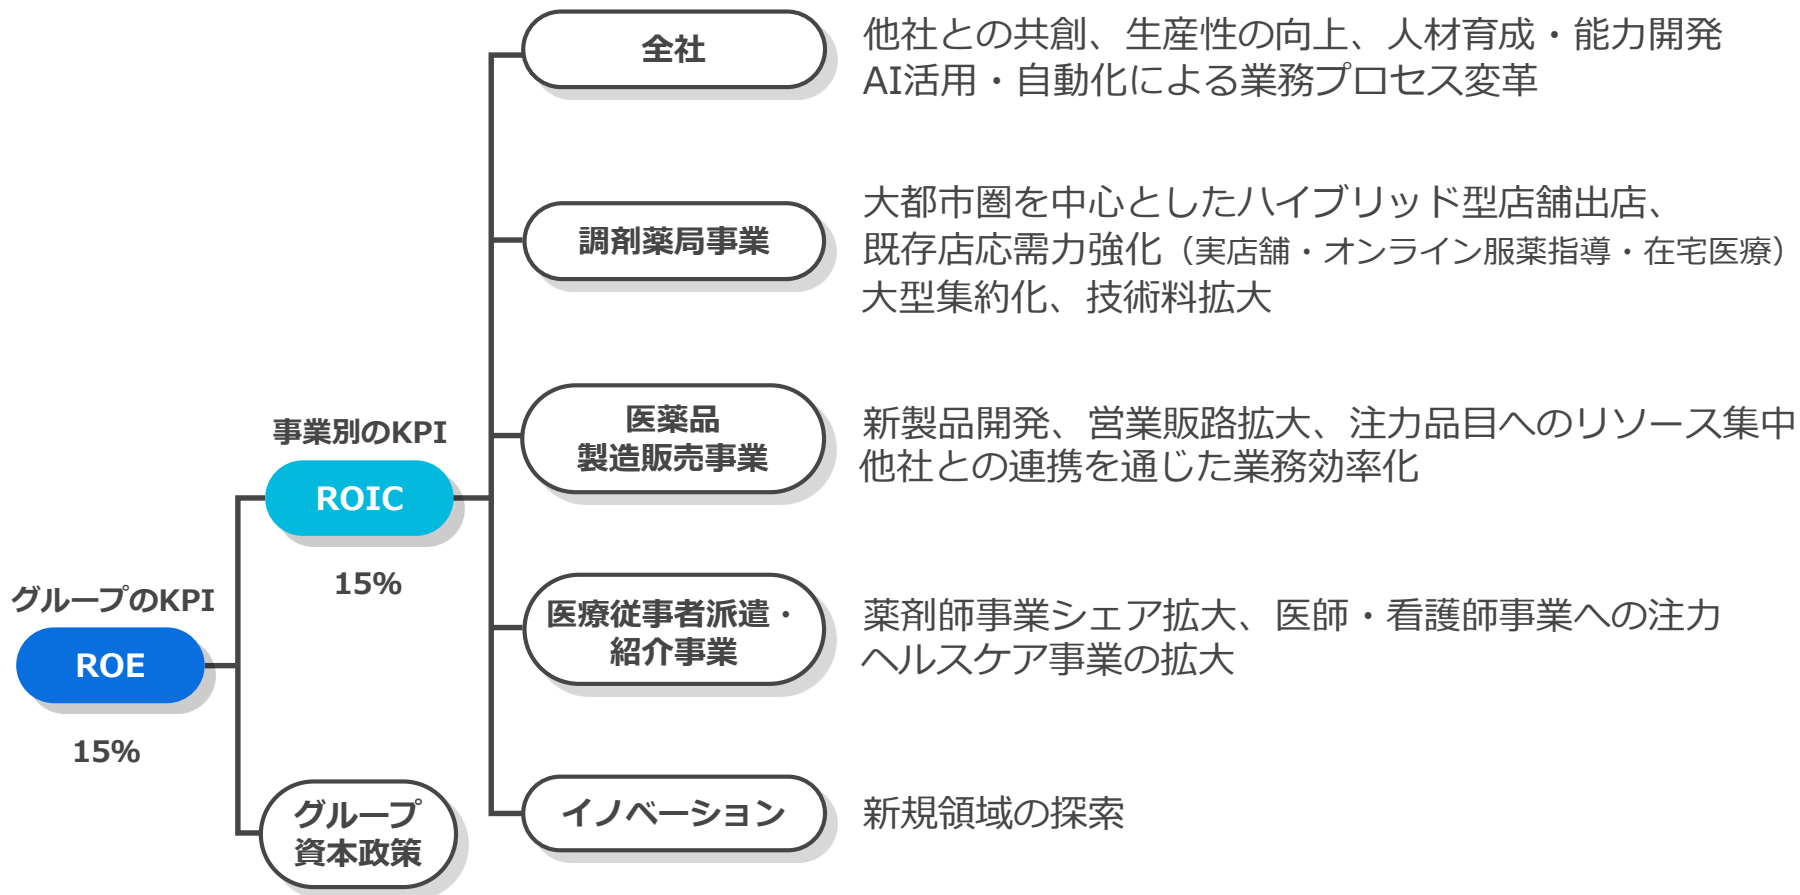 グループのKPI
ROE
15%
事業別のKPI
ROIC
15%
グループ
資本政策
全社
他社との共創、生産性の向上、人材育成・能力開発
AI活用・自動化による業務プロセス変革
調剤薬局事業
大都市圏を中心としたハイブリッド型店舗出店、
既存店応需力強化（実店舗・オンライン服薬指導・在宅医療）
大型集約化、技術料拡大
医薬品
製造販売事業
新製品開発、営業販路拡大、注力品目へのリソース集中
他社との連携を通じた業務効率化
医療従事者派遣・
紹介事業
薬剤師事業シェア拡大、医師・看護師事業への注力
ヘルスケア事業の拡大
イノベーション
新規領域の探索